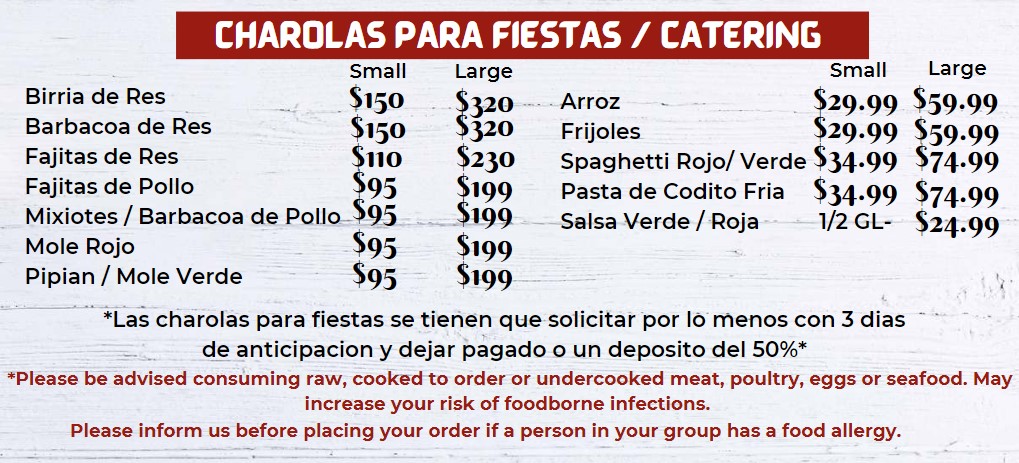 CHAROLAS PARA FIESTAS / CATERING
Small Large
Birria de Res $150 $320
Barbacoa de Res $150 $320
Fajitas de Res $110 $230
Fajitas de Pollo $95 $199
Mixiotes / Barbacoa de Pollo $95 $199
Mole Rojo $95 $199
Pipian / Mole Verde $95 $199
Small Large
Arroz $29.99 $59.99
Frijoles $29.99 $59.99
Spaghetti Rojo/ Verde $34.99 $74.99
Pasta de Codito Fria $34.99 $74.99
Salsa Verde / Roja 1/2 GL- $24.99
*Las charolas para fiestas se tienen que solicitar por lo menos con 3 dias
de anticipacion y dejar pagado o un deposito del 50%*
*Please be advised consuming raw, cooked to order or undercooked meat, poultry, eggs or seafood. May
increase your risk of foodborne infections.
Please inform us before placing your order if a person in your group has a food allergy.